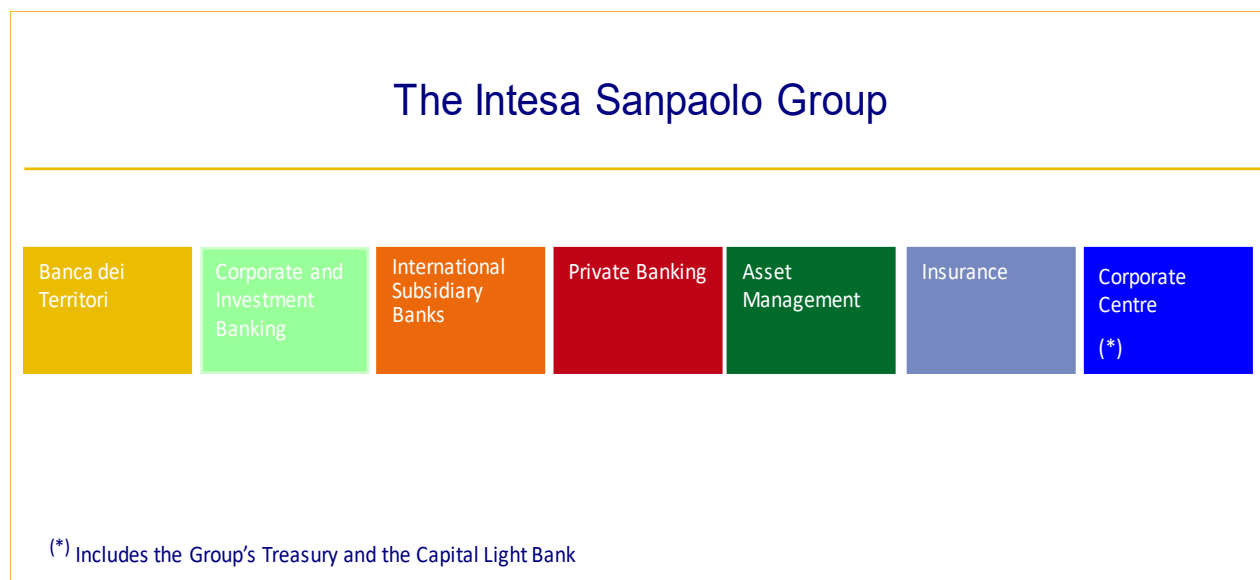 The Intesa Sanpaolo Group
Banca dei
Territori
Corporate and
Investment
Banking
International
Subsidiary
Banks
Private Banking
Asset
Management
Insurance
Corporate
Centre
(*)
(*) Includes the Group’s Treasury and the Capital Light Bank